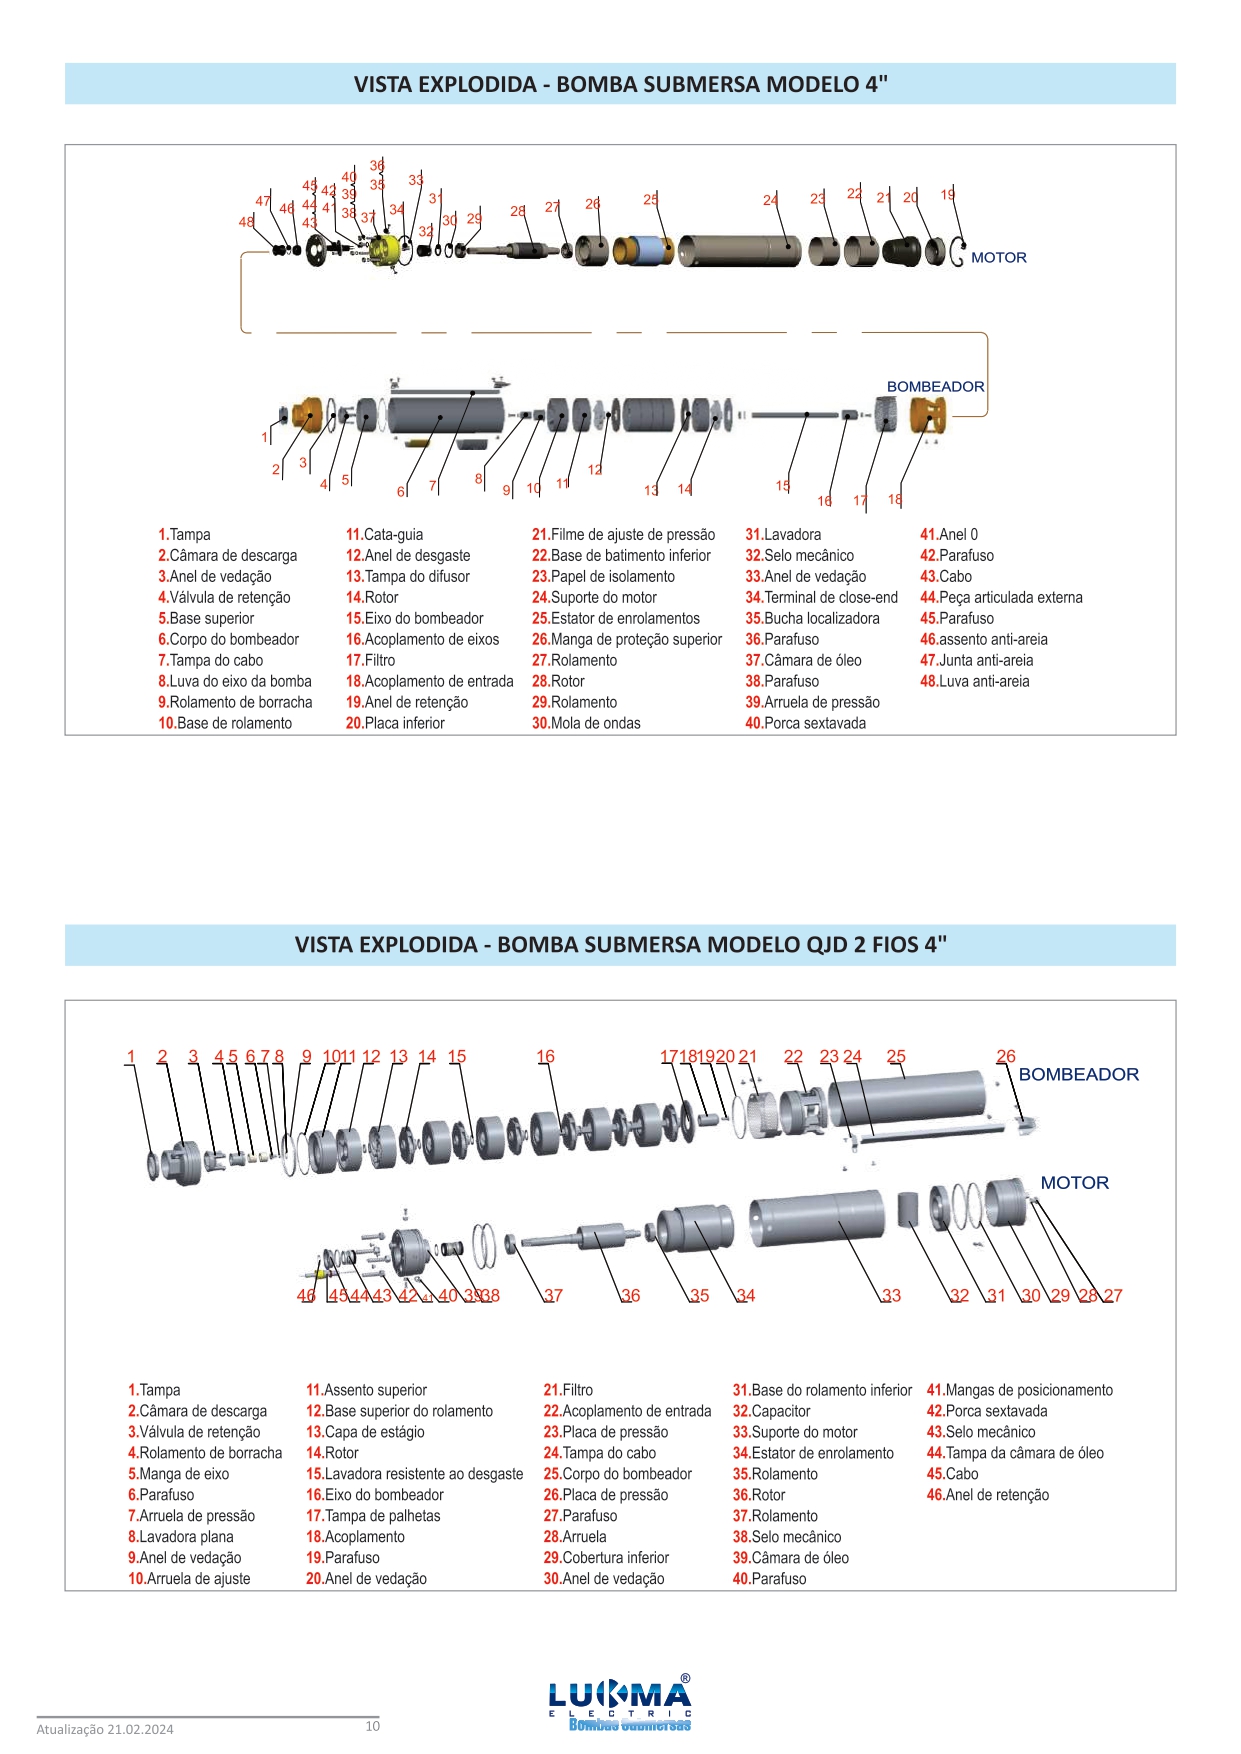 VISTA EXPLODIDA - BOMBA SUBMERSA MODELO 4"
36
40
35
33
45
42
39
31
47
46
44
41
38
37
34
48
43
32
30
29
28
27
26
25
24
23
22
21
20
19
MOTOR
BOMBEADOR
1
2
3
4
5
6
7
8
9
10
11
12
13
14
15
16
17
18
1.Tampa
2.Câmara de descarga
3.Anel de vedação
4.Válvula de retenção
5.Base superior
6.Corpo do bombeador
7.Tampa do cabo
8.Luva do eixo da bomba
9.Rolamento de borracha
10.Base de rolamento
11.Cata-guia
12.Anel de desgaste
13.Tampa do difusor
14.Rotor
15.Eixo do bombeador
16.Acoplamento de eixos
17.Filtro
18.Acoplamento de entrada
19.Anel de retenção
20.Placa inferior
21.Filme de ajuste de pressão
22.Base de batimento inferior
23.Papel de isolamento
24.Suporte do motor
25.Estator de enrolamentos
26.Manga de proteção superior
27.Rolamento
28.Rotor
29.Rolamento
30.Mola de ondas
31.Lavadora
32.Selo mecânico
33.Anel de vedação
34.Terminal de close-end
35.Bucha localizadora
36.Parafuso
37.Câmara de óleo
38.Parafuso
39.Arruela de pressão
40.Porca sextavada
41.Anel 0
42.Parafuso
43.Cabo
44.Peça articulada externa
45.Parafuso
46.assento anti-areia
47.Junta anti-areia
48.Luva anti-areia
VISTA EXPLODIDA - BOMBA SUBMERSA MODELO QJD 2 FIOS 4"
1 2 3 4 5 6 7 8 9 10 11 12 13 14 15 16 17 18 19 20 21 22 23 24 25 26
BOMBEADOR
MOTOR
46 45 44 43 42 41 40 39 38 37 36 35 34 33 32 31 30 29 28 27
1.Tampa
2.Câmara de descarga
3.Válvula de retenção
4.Rolamento de borracha
5.Manga de eixo
6.Parafuso
7.Arruela de pressão
8.Lavadora plana
9.Anel de vedação
10.Arruela de ajuste
11.Assento superior
12.Base superior do rolamento
13.Capa de estágio
14.Rotor
15.Lavadora resistente ao desgaste
16.Eixo do bombeador
17.Tampa de palhetas
18.Acoplamento
19.Parafuso
20.Anel de vedação
21.Filtro
22.Acoplamento de entrada
23.Placa de pressão
24.Tampa do cabo
25.Corpo do bombeador
26.Placa de pressão
27.Parafuso
28.Arruela
29.Cobertura inferior
30.Anel de vedação
31.Base do rolamento inferior
32.Capacitor
33.Suporte do motor
34.Estator de enrolamento
35.Rolamento
36.Rotor
37.Rolamento
38.Selo mecânico
39.Câmara de óleo
40.Parafuso
41.Mangas de posicionamento
42.Porca sextavada
43.Selo mecânico
44.Tampa da câmara de óleo
45.Cabo
46.Anel de retenção
LUKMA®
ELECTRIC
Bombas Submersas
Atualização 21.02.2024
10